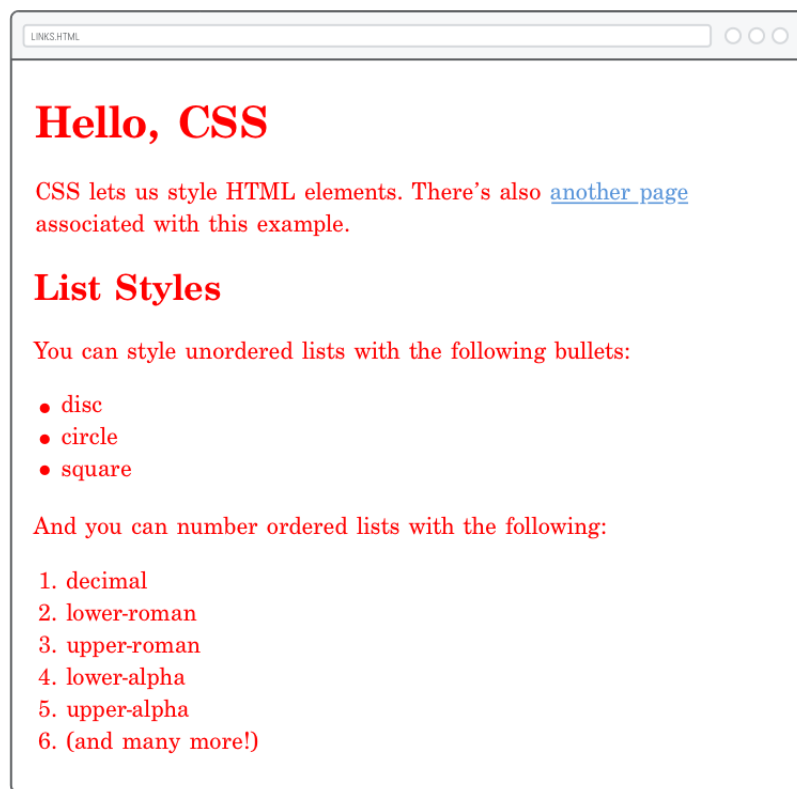 LINKS.HTML
Hello, CSS
CSS lets us style HTML elements. There’s also another page
associated with this example.
List Styles
You can style unordered lists with the following bullets:
• disc
• circle
• square
And you can number ordered lists with the following:
1. decimal
2. lower-roman
3. upper-roman
4. lower-alpha
5. upper-alpha
6. (and many more!)